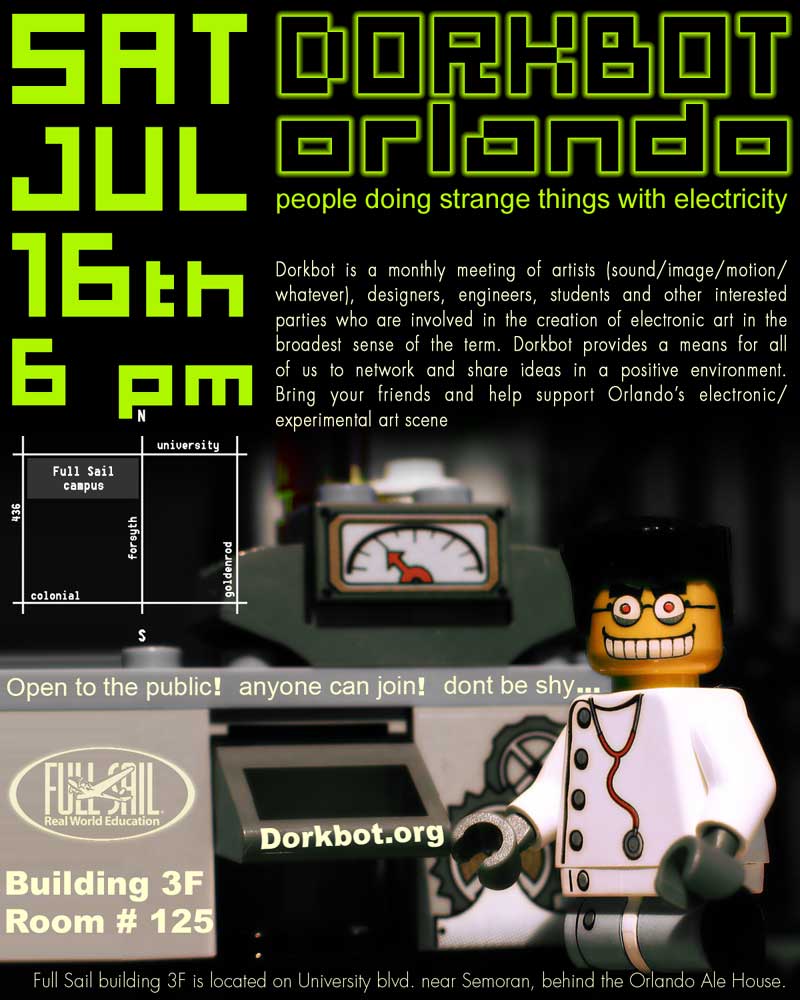 SAT
JUL
16th
6 pm
DORKBOT
orlando
people doing strange things with electricity
Dorkbot is a monthly meeting of artists (sound/image/motion/
whatever), designers, engineers, students and other interested
parties who are involved in the creation of electronic art in the
broadest sense of the term. Dorkbot provides a means for all
of us to network and share ideas in a positive environment.
Bring your friends and help support Orlando's electronic/
experimental art scene
N
university
Full Sail
campus
436
forsyth
goldenrod
colonial
S
Open to the public! anyone can join! dont be shy...
FULL SAIL
Real World Education
Dorkbot.org
Building 3F
Room # 125
Full Sail building 3F is located on University blvd. near Semoran, behind the Orlando Ale House.